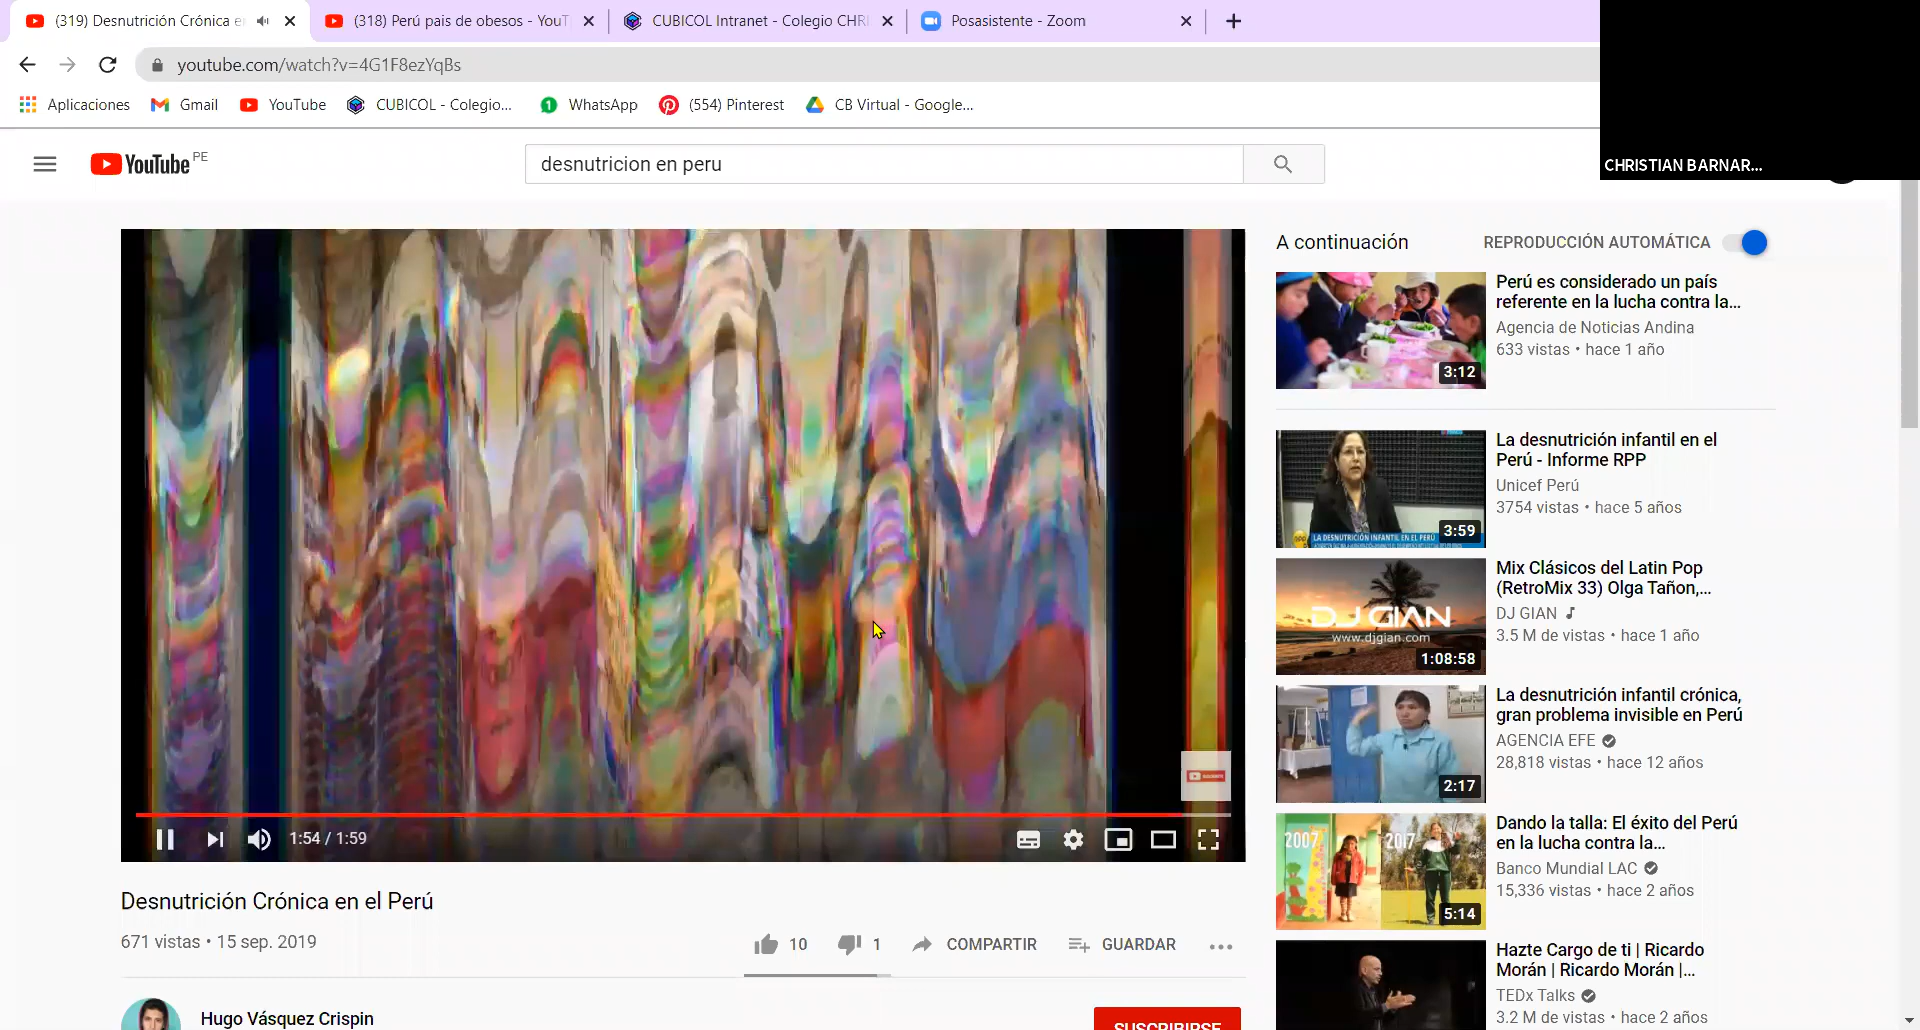 (319) Desnutrición Crónica e
(318) Perú pais de obesos - YouT
CUBICOL Intranet - Colegio CHRI
Posasistente - Zoom
youtube.com/watch?v=4G1F8ezYqBs
Aplicaciones
Gmail
YouTube
CUBICOL - Colegio...
1
WhatsApp
(554) Pinterest
CB Virtual - Google...
CHRISTIAN BARNAR...
YouTube PE
desnutricion en peru
A continuación
REPRODUCCIÓN AUTOMÁTICA
Perú es considerado un país
referente en la lucha contra la...
Agencia de Noticias Andina
633 vistas • hace 1 año
3:12
La desnutrición infantil en el
Perú - Informe RPP
Unicef Perú
3754 vistas • hace 5 años
LA DESNUTRICIÓN INFANTIL EN EL PERÚ
3:59
Mix Clásicos del Latin Pop
(RetroMix 33) Olga Tañon,...
DJ GIAN
3.5 M de vistas • hace 1 año
DJ GIAN
www.djgian.com
1:08:58
La desnutrición infantil crónica,
gran problema invisible en Perú
AGENCIA EFE
28,818 vistas • hace 12 años
2:17
Dando la talla: El éxito del Perú
en la lucha contra la...
Banco Mundial LAC
15,336 vistas • hace 2 años
2007
2017
5:14
Hazte Cargo de ti | Ricardo
Morán | Ricardo Morán |...
TEDx Talks
3.2 M de vistas • hace 2 años
1:54 / 1:59
Desnutrición Crónica en el Perú
671 vistas • 15 sep. 2019
10
1
COMPARTIR
GUARDAR
Hugo Vásquez Crispin
SUSCRIBIRSE